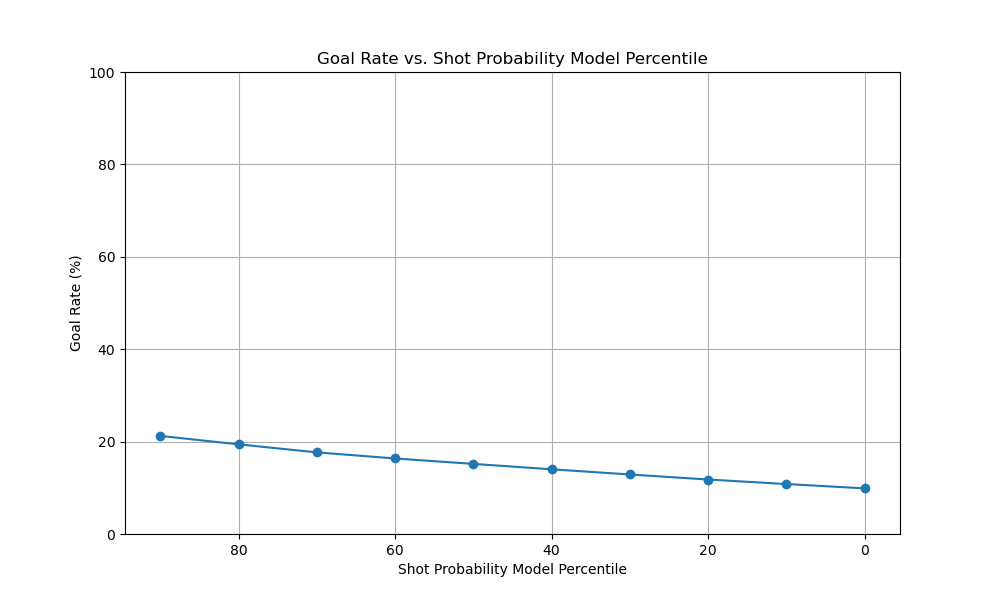 Goal Rate vs. Shot Probability Model Percentile
100
80
60
40
20
0
Goal Rate (%)
80 60 40 20 0
Shot Probability Model Percentile